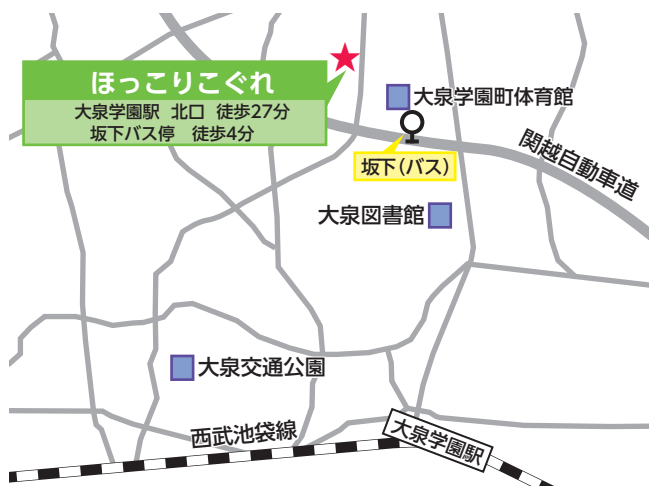 ほっこりこぐれ
大泉学園駅 北口 徒歩27分
坂下バス停 徒歩4分
大泉学園町体育館
坂下（バス）
関越自動車道
大泉図書館
大泉交通公園
西武池袋線
大泉学園駅